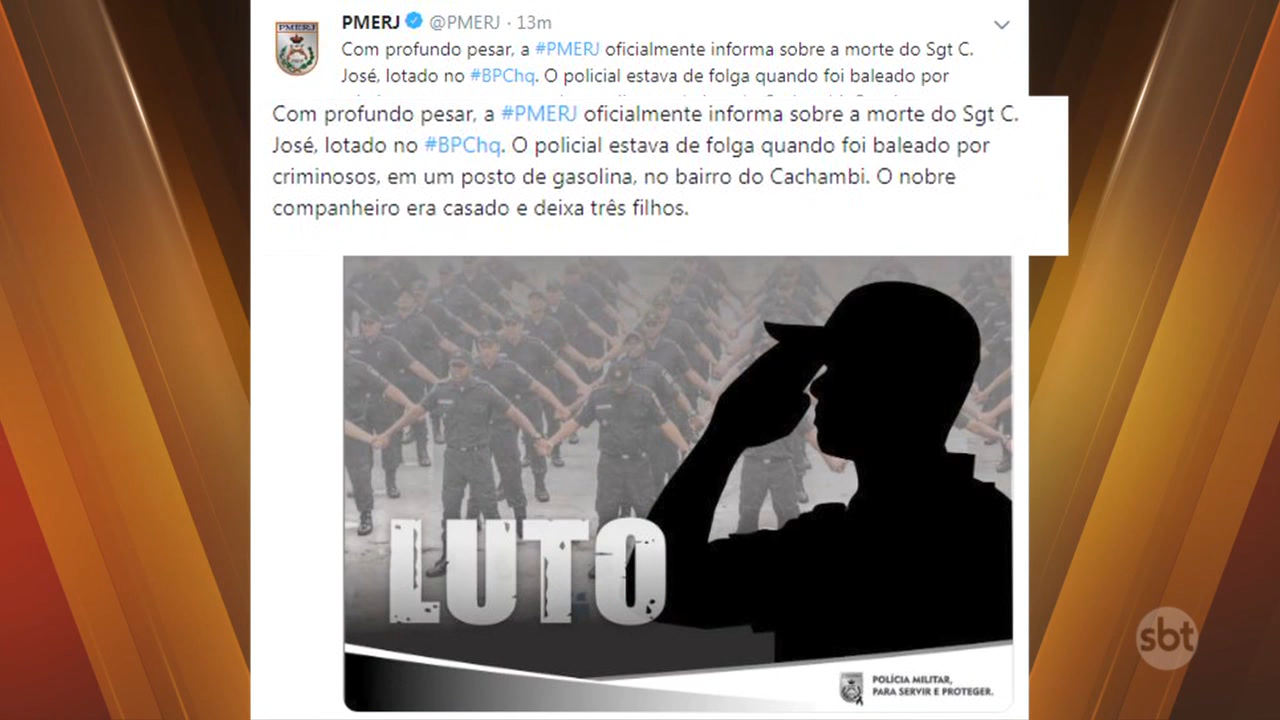 PMERJ
PMERJ @PMERJ · 13m
Com profundo pesar, a #PMERJ oficialmente informa sobre a morte do Sgt C.
José, lotado no #BPChq. O policial estava de folga quando foi baleado por
Com profundo pesar, a #PMERJ oficialmente informa sobre a morte do Sgt C.
José, lotado no #BPChq. O policial estava de folga quando foi baleado por
criminosos, em um posto de gasolina, no bairro do Cachambi. O nobre
companheiro era casado e deixa três filhos.
LUTO
sbt
POLÍCIA MILITAR,
PARA SERVIR E PROTEGER.